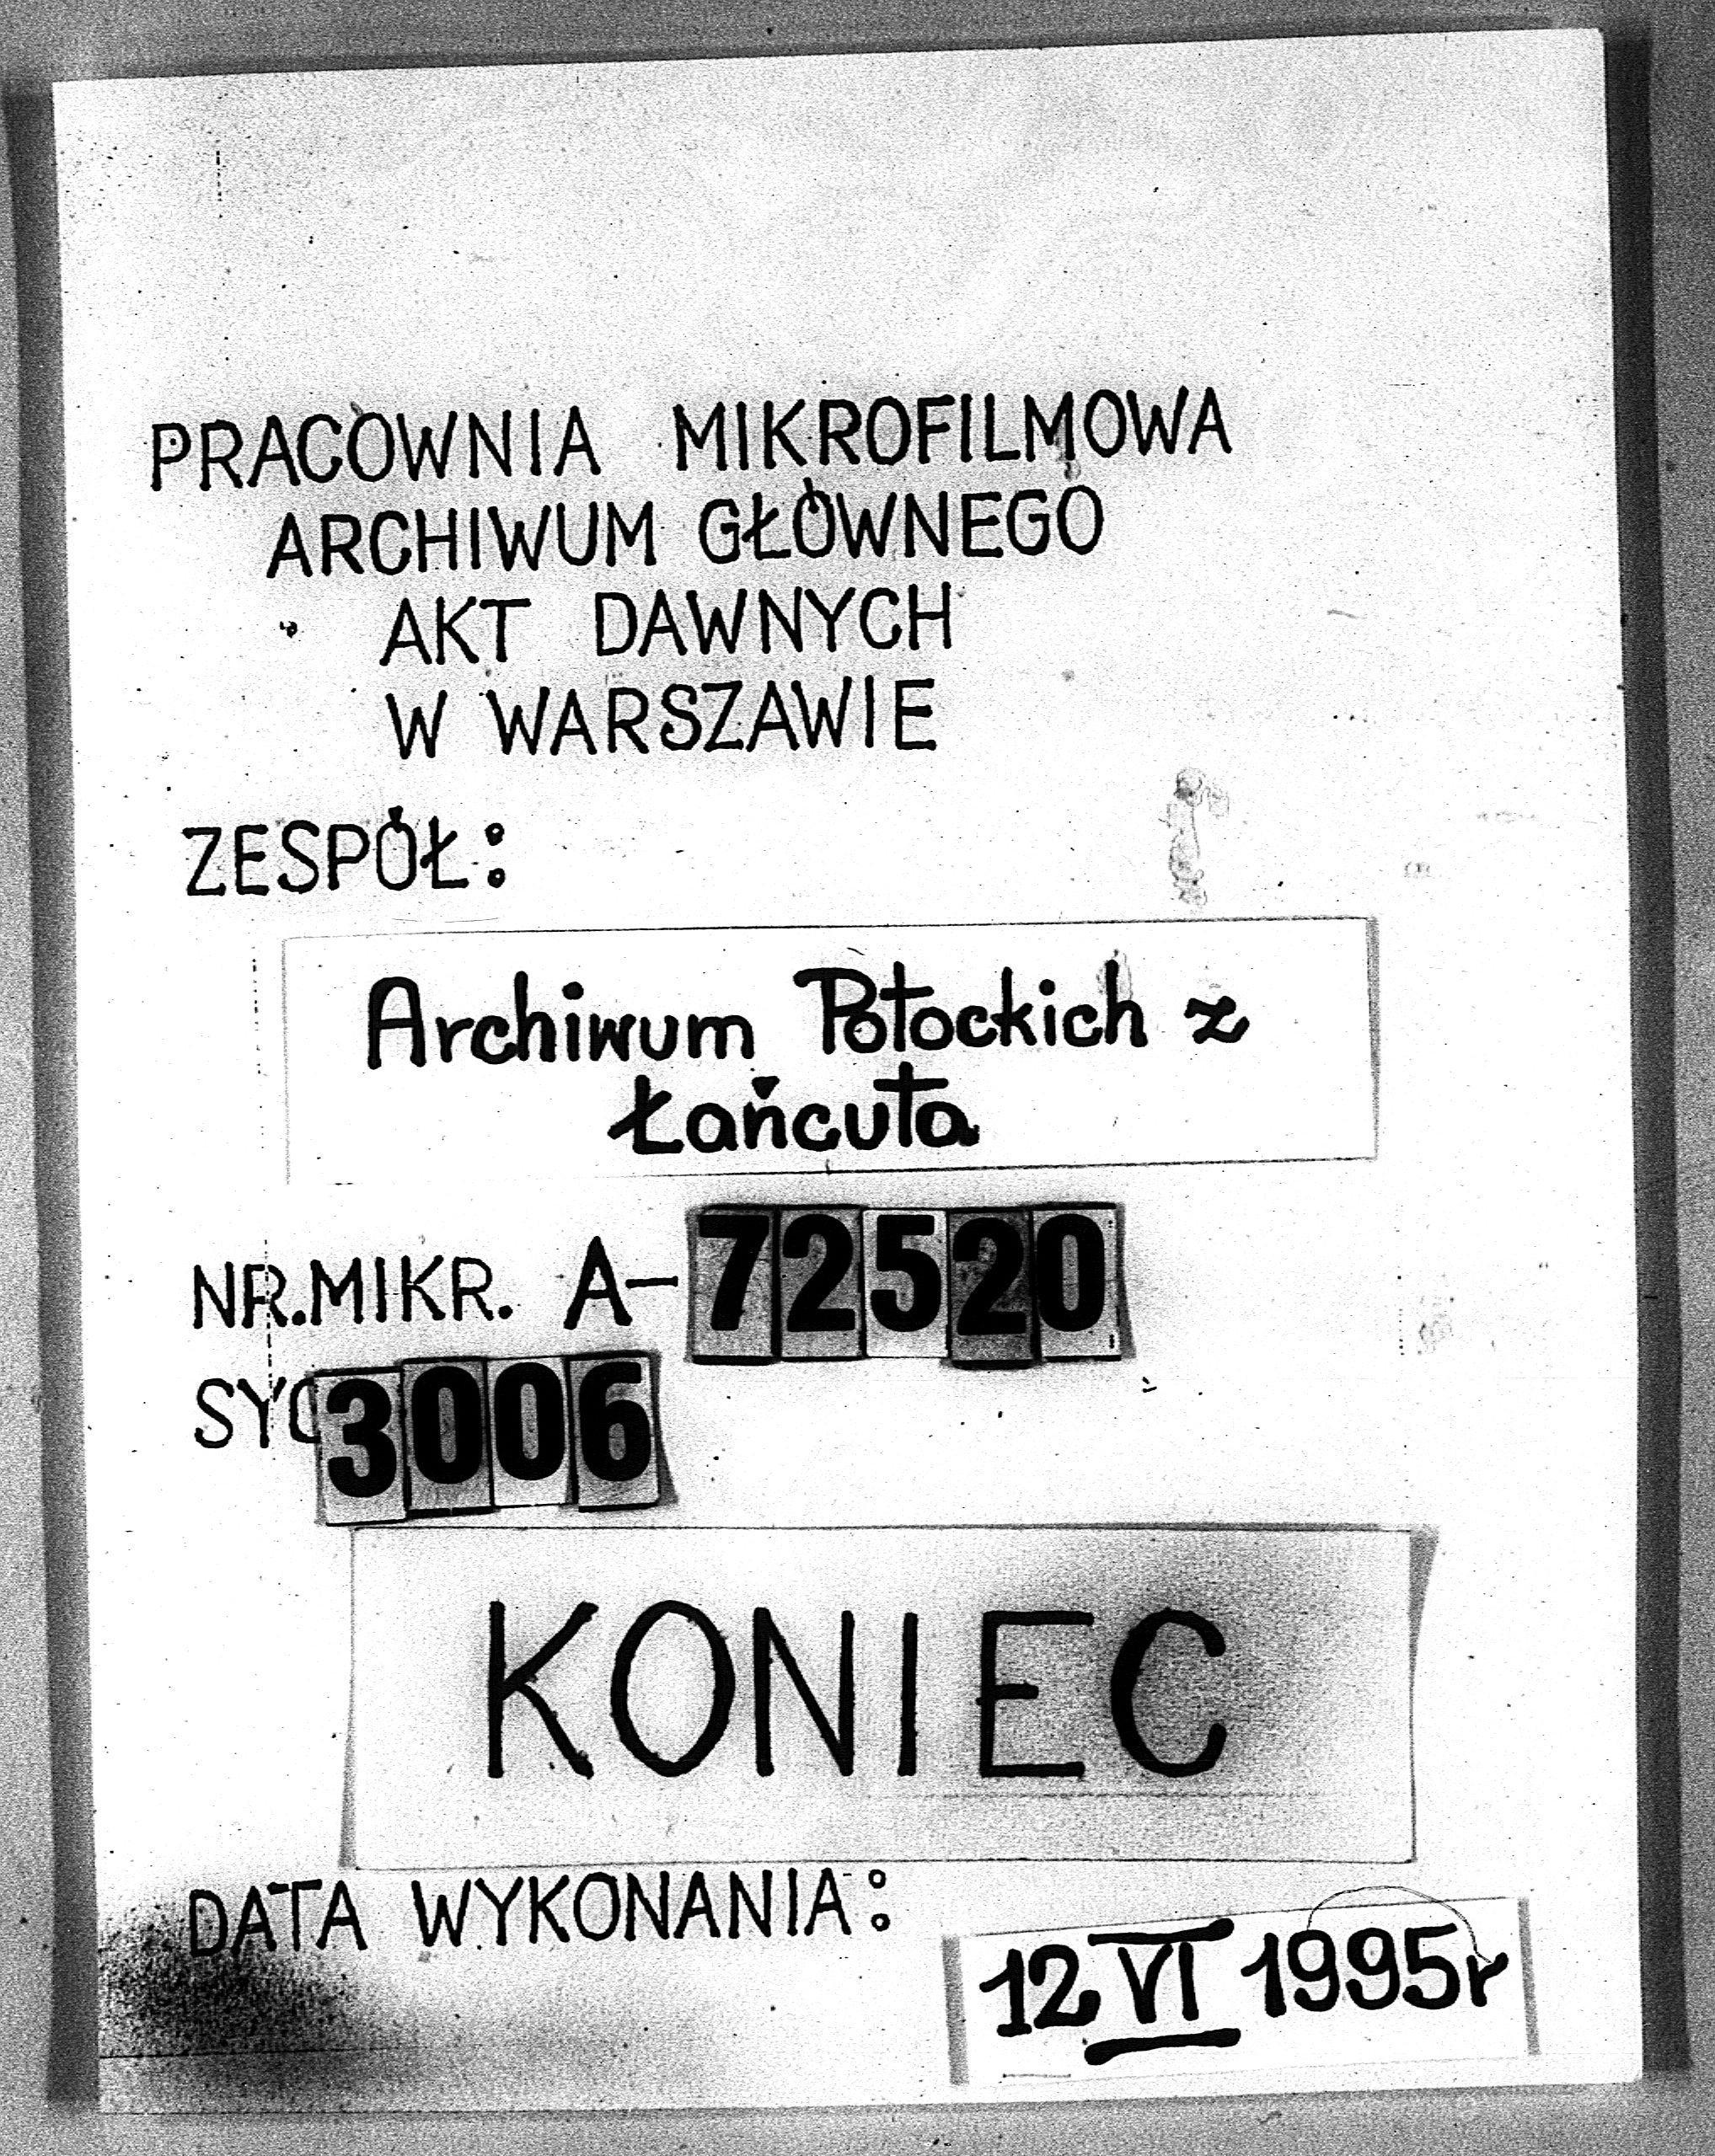 PRACOWNIA MIKROFILMOWA
ARCHIWUM GŁÓWNEGO
AKT DAWNYCH
W WARSZAWIE
ZESPÓŁ:
Archiwum Potockich z
Łańcuta
NR.MIKR. A-72520
SYG 3006
KONIEC
DATA WYKONANIA:
12 VI 1995r